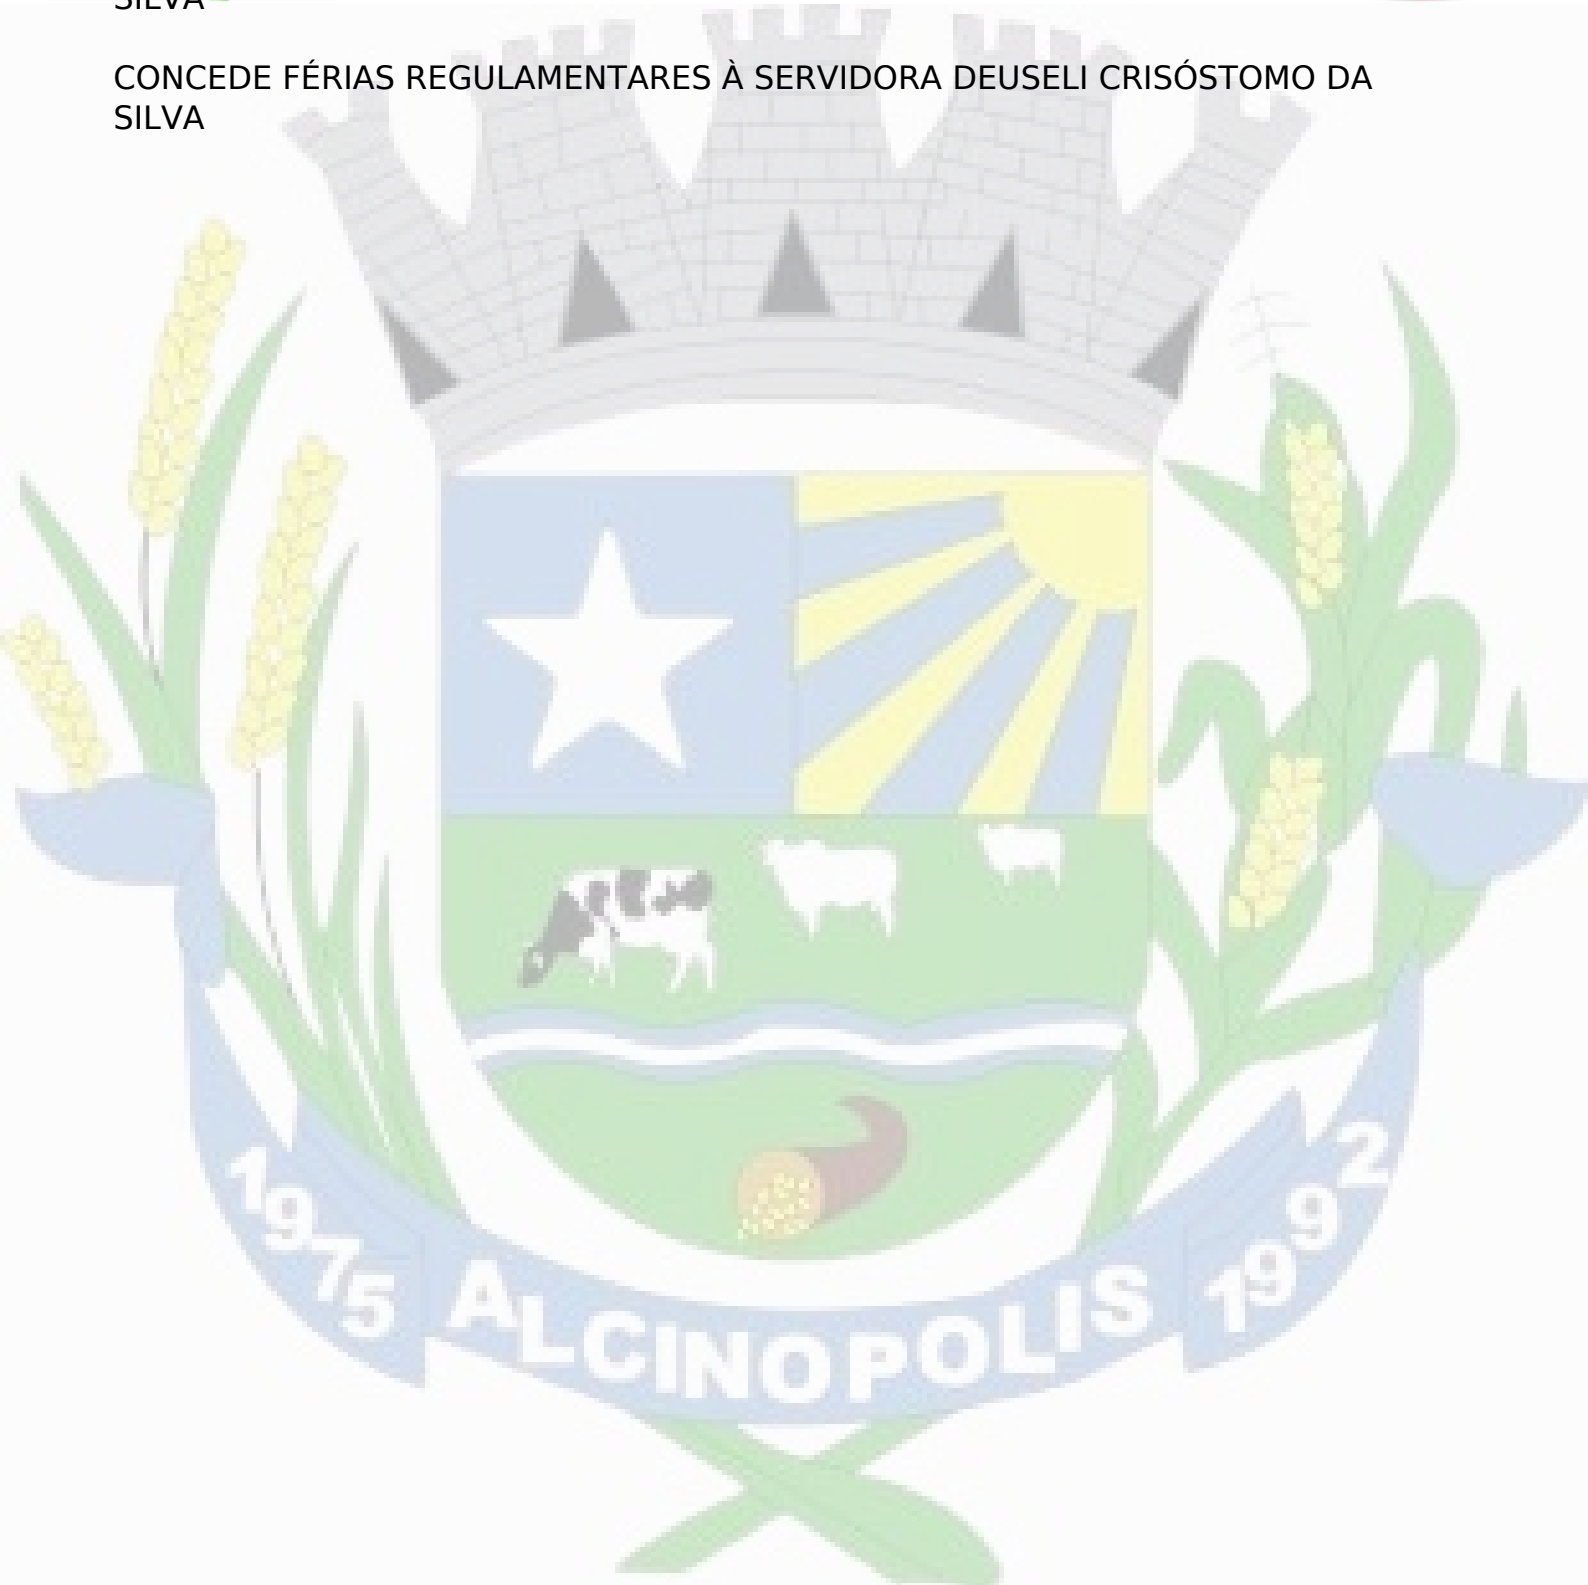 SILVA
CONCEDE FÉRIAS REGULAMENTARES À SERVIDORA DEUSELI CRISÓSTOMO DA
SILVA
1975 ALCINOPOLIS 1992